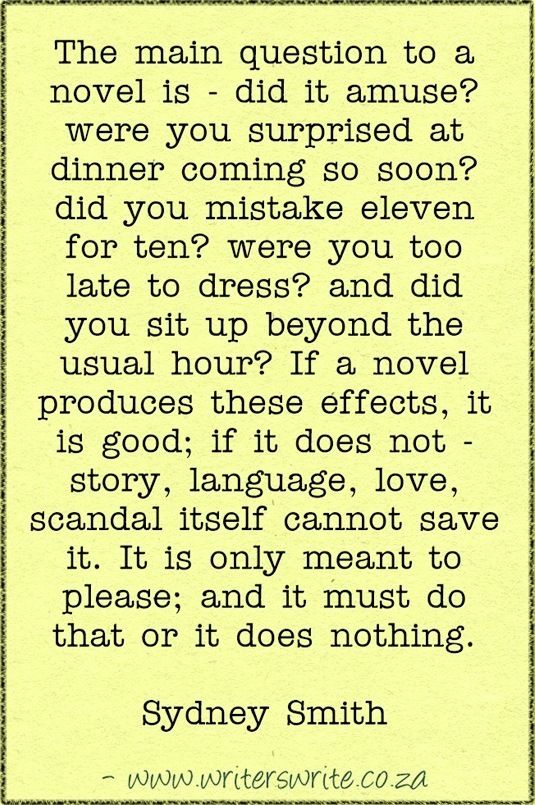 The main question to a
novel is - did it amuse?
were you surprised at
dinner coming so soon?
did you mistake eleven
for ten? were you too
late to dress? and did
you sit up beyond the
usual hour? If a novel
produces these effects, it
is good; if it does not -
story, language, love,
scandal itself cannot save
it. It is only meant to
please; and it must do
that or it does nothing.
Sydney Smith
- www.writerswrite.co.za